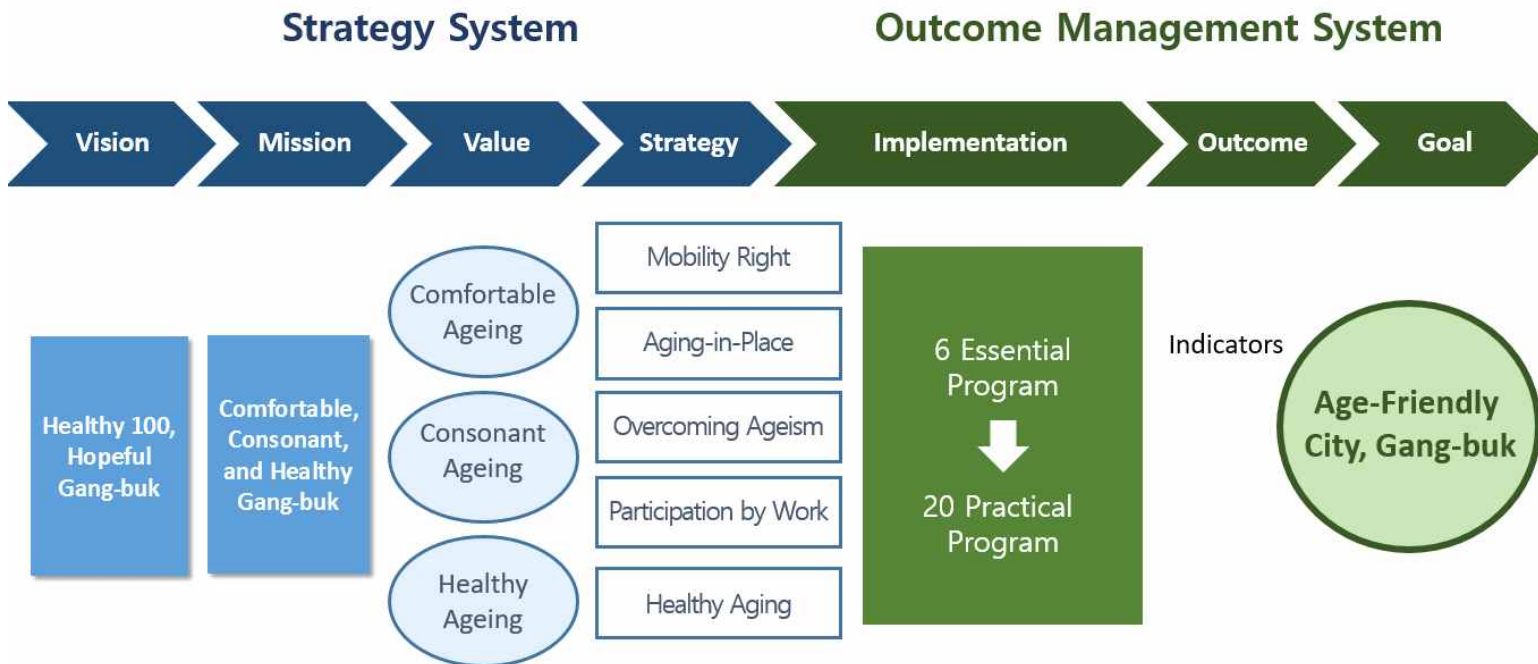 Strategy System
Outcome Management System
Vision
Mission
Value
Strategy
Implementation
Outcome
Goal
Healthy 100,
Hopeful
Gang-buk
Comfortable,
Consonant,
and Healthy
Gang-buk
Comfortable
Ageing
Consonant
Ageing
Healthy
Ageing
Mobility Right
Aging-in-Place
Overcoming Ageism
Participation by Work
Healthy Aging
6 Essential
Program
20 Practical
Program
Indicators
Age-Friendly
City, Gang-buk